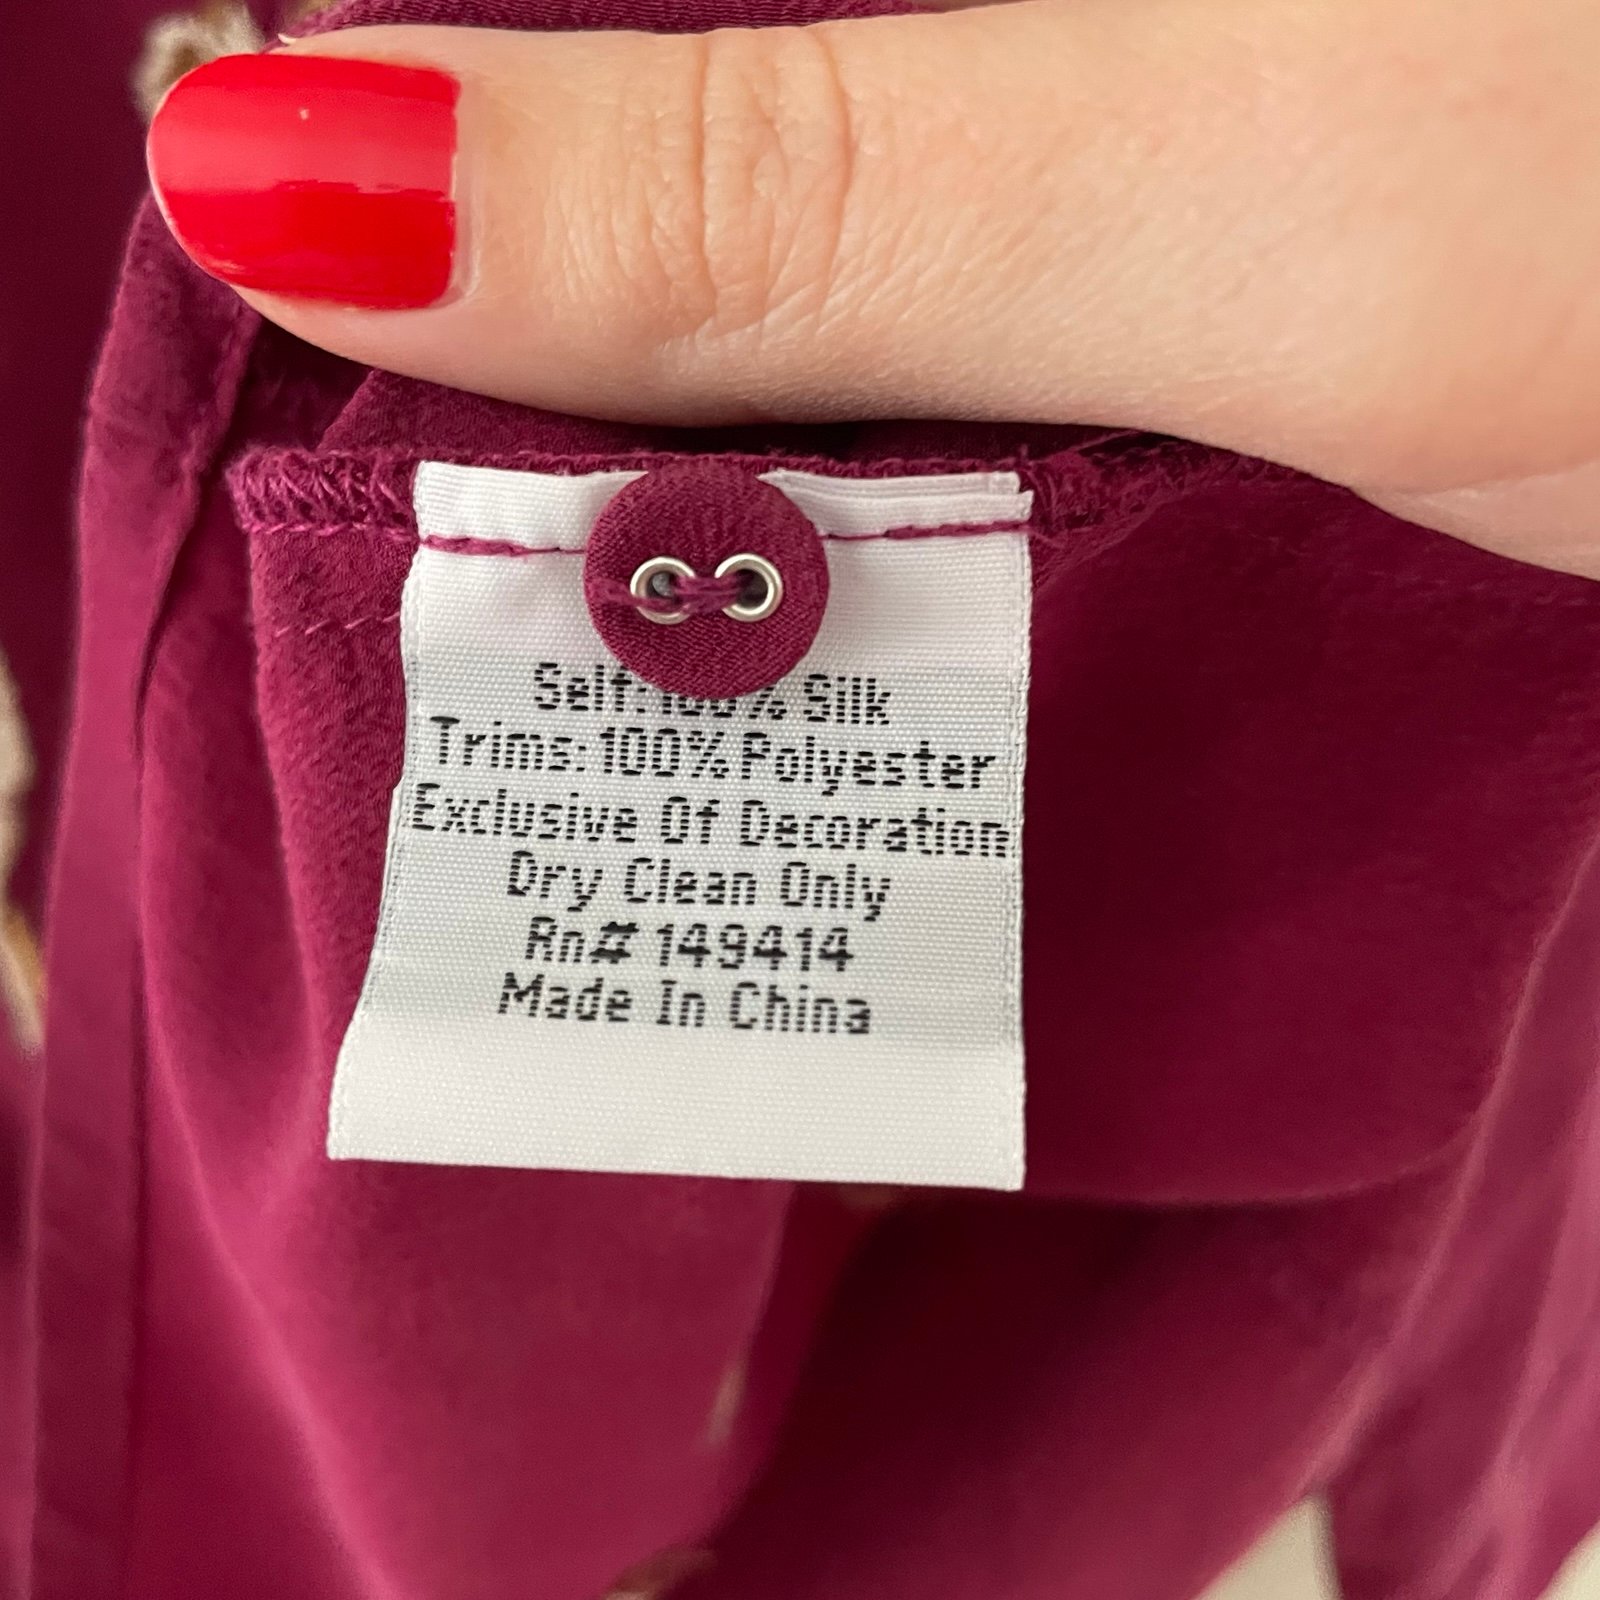 Self: 100% Silk
Trims: 100% Polyester
Exclusive Of Decoration
Dry Clean Only
Rn# 149414
Made In China